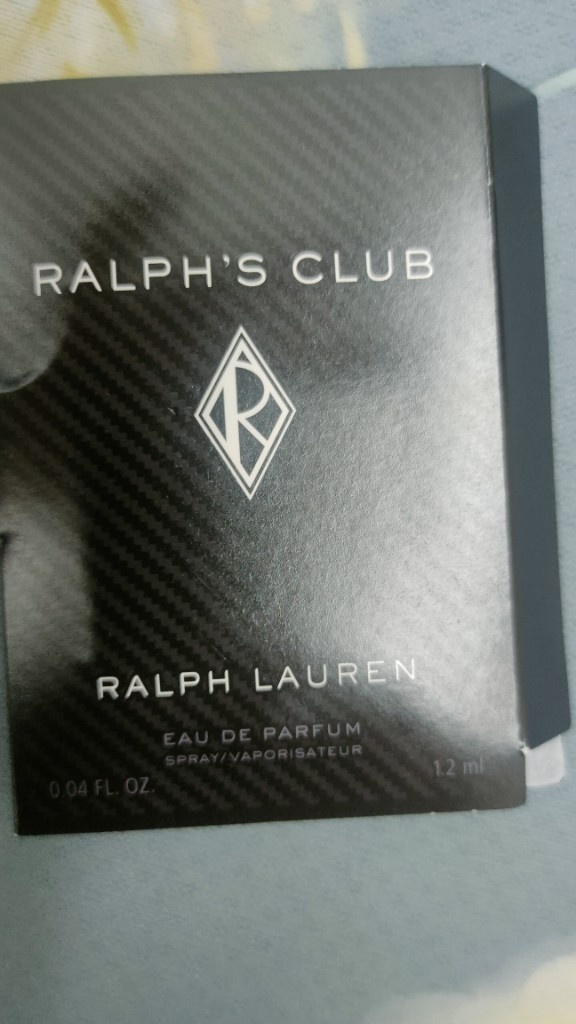 RALPH'S CLUB
R
RALPH LAUREN
EAU DE PARFUM
SPRAY/VAPORISATEUR
0.04 FL. OZ.
1.2 ml